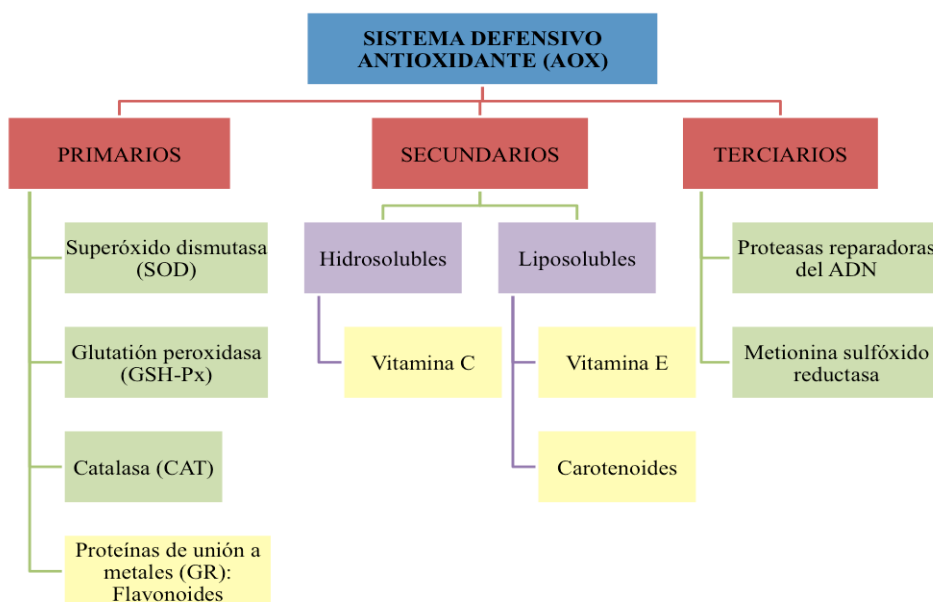 SISTEMA DEFENSIVO
ANTIOXIDANTE (AOX)
PRIMARIOS
SECUNDARIOS
TERCIARIOS
Superóxido dismutasa
(SOD)
Glutatión peroxidasa
(GSH-Px)
Catalasa (CAT)
Proteínas de unión a
metales (GR):
Flavonoides
Hidrosolubles
Vitamina C
Liposolubles
Vitamina E
Carotenoides
Proteasas reparadoras
del ADN
Metionina sulfóxido
reductasa